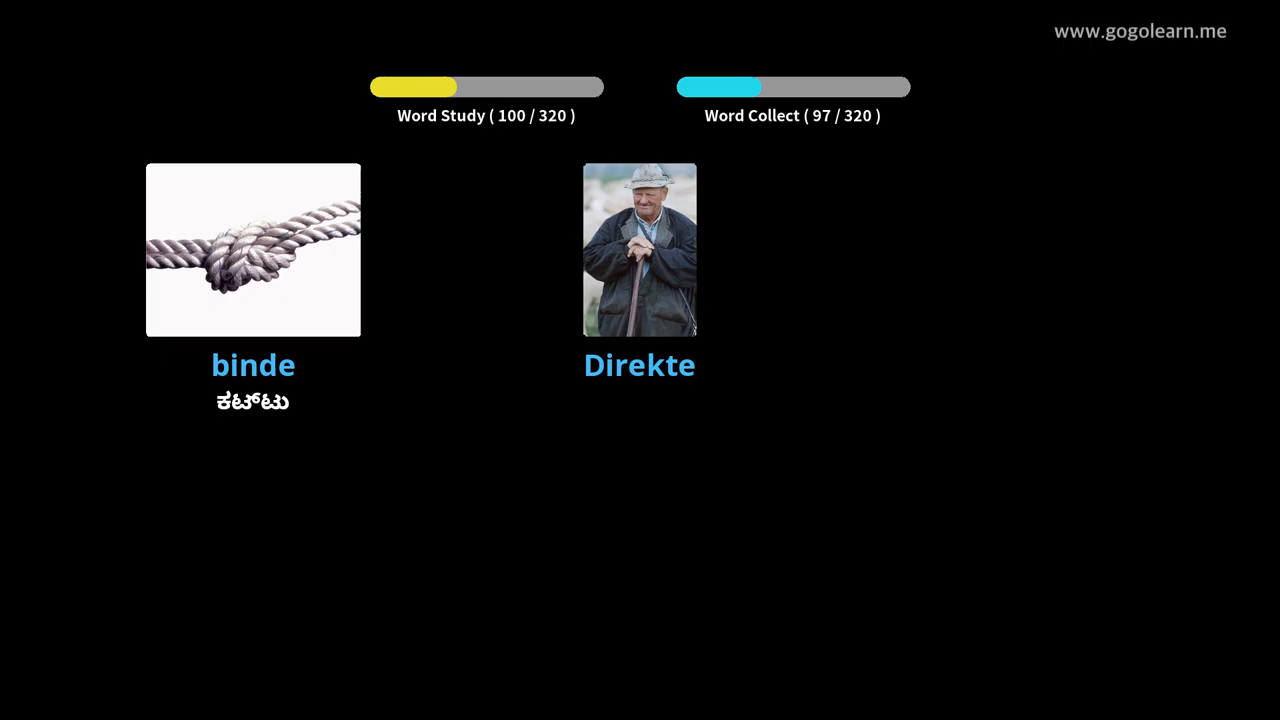 www.gogolearn.me
Word Study ( 100 / 320 )
Word Collect ( 97 / 320 )
binde
ಕಟ್‌ಟು
Direkte